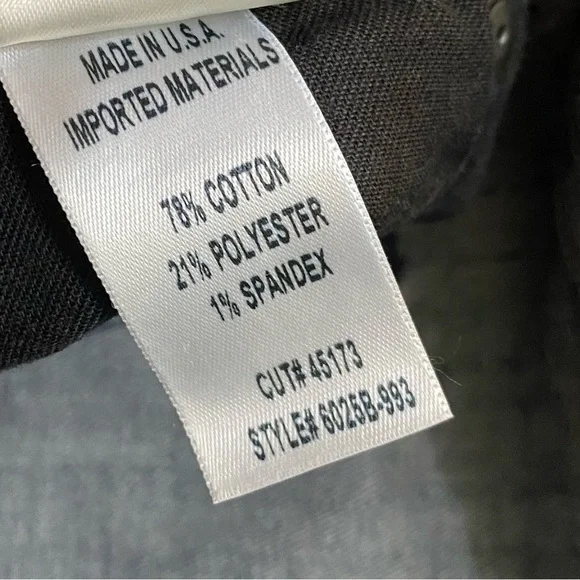 MADE IN U.S.A.
IMPORTED MATERIALS
78% COTTON
21% POLYESTER
1% SPANDEX
CUT# 45173
STYLE# 6025B-993